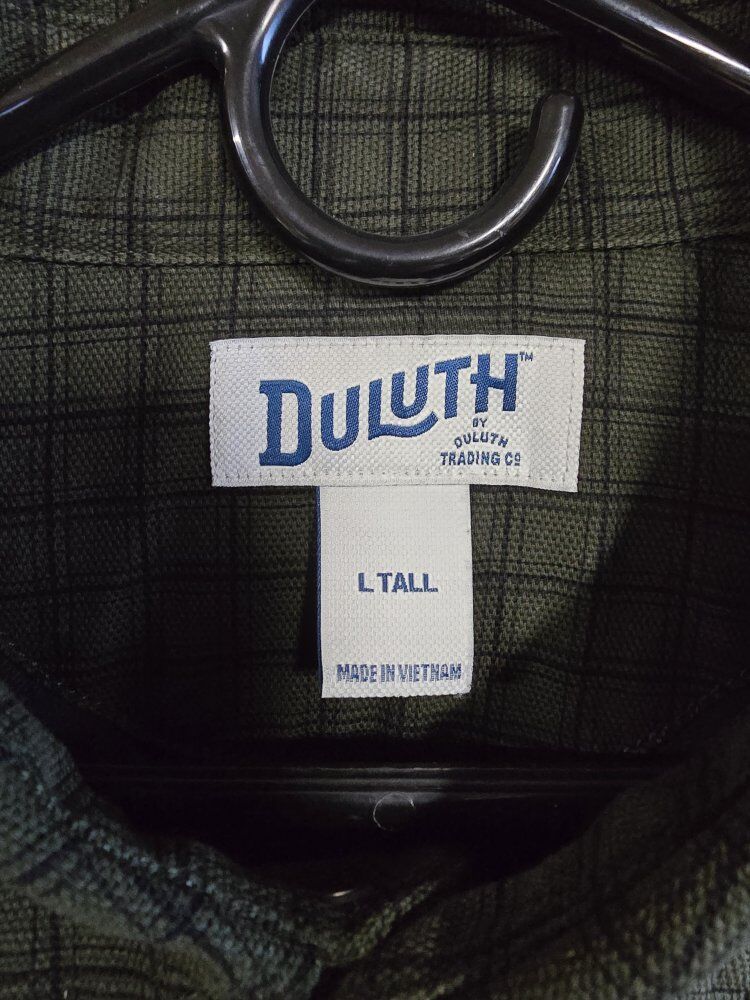 DULUTH™
BY
DULUTH
TRADING CO
L TALL
MADE IN VIETNAM